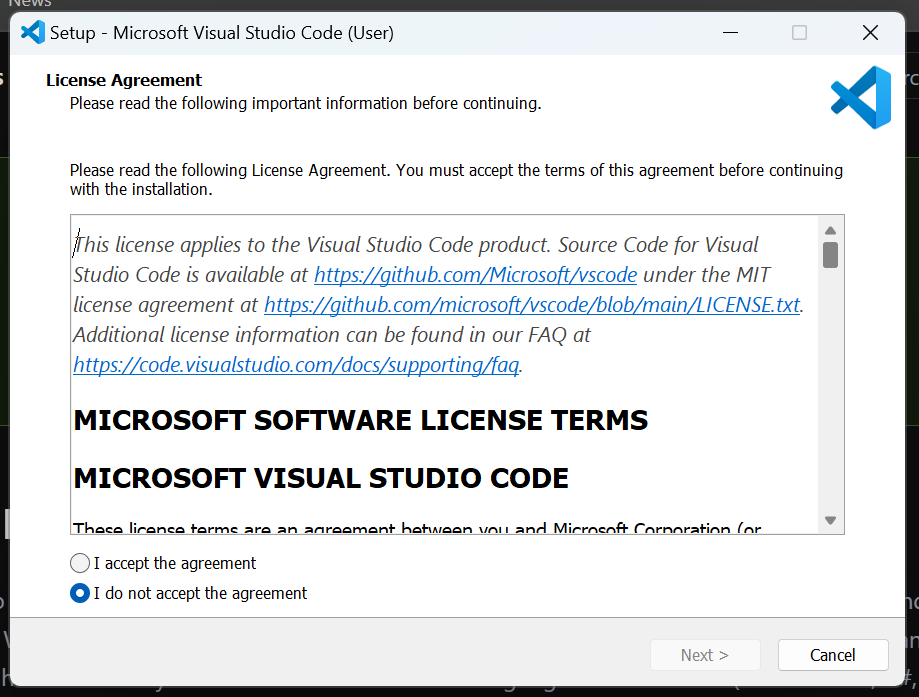 News
Setup - Microsoft Visual Studio Code (User)
License Agreement
Please read the following important information before continuing.
Please read the following License Agreement. You must accept the terms of this agreement before continuing
with the installation.
This license applies to the Visual Studio Code product. Source Code for Visual
Studio Code is available at https://github.com/Microsoft/vscode under the MIT
license agreement at https://github.com/microsoft/vscode/blob/main/LICENSE.txt.
Additional license information can be found in our FAQ at
https://code.visualstudio.com/docs/supporting/faq.
MICROSOFT SOFTWARE LICENSE TERMS
MICROSOFT VISUAL STUDIO CODE
These license terms are an agreement between you and Microsoft Corporation (or
I accept the agreement
I do not accept the agreement
Next >
Cancel